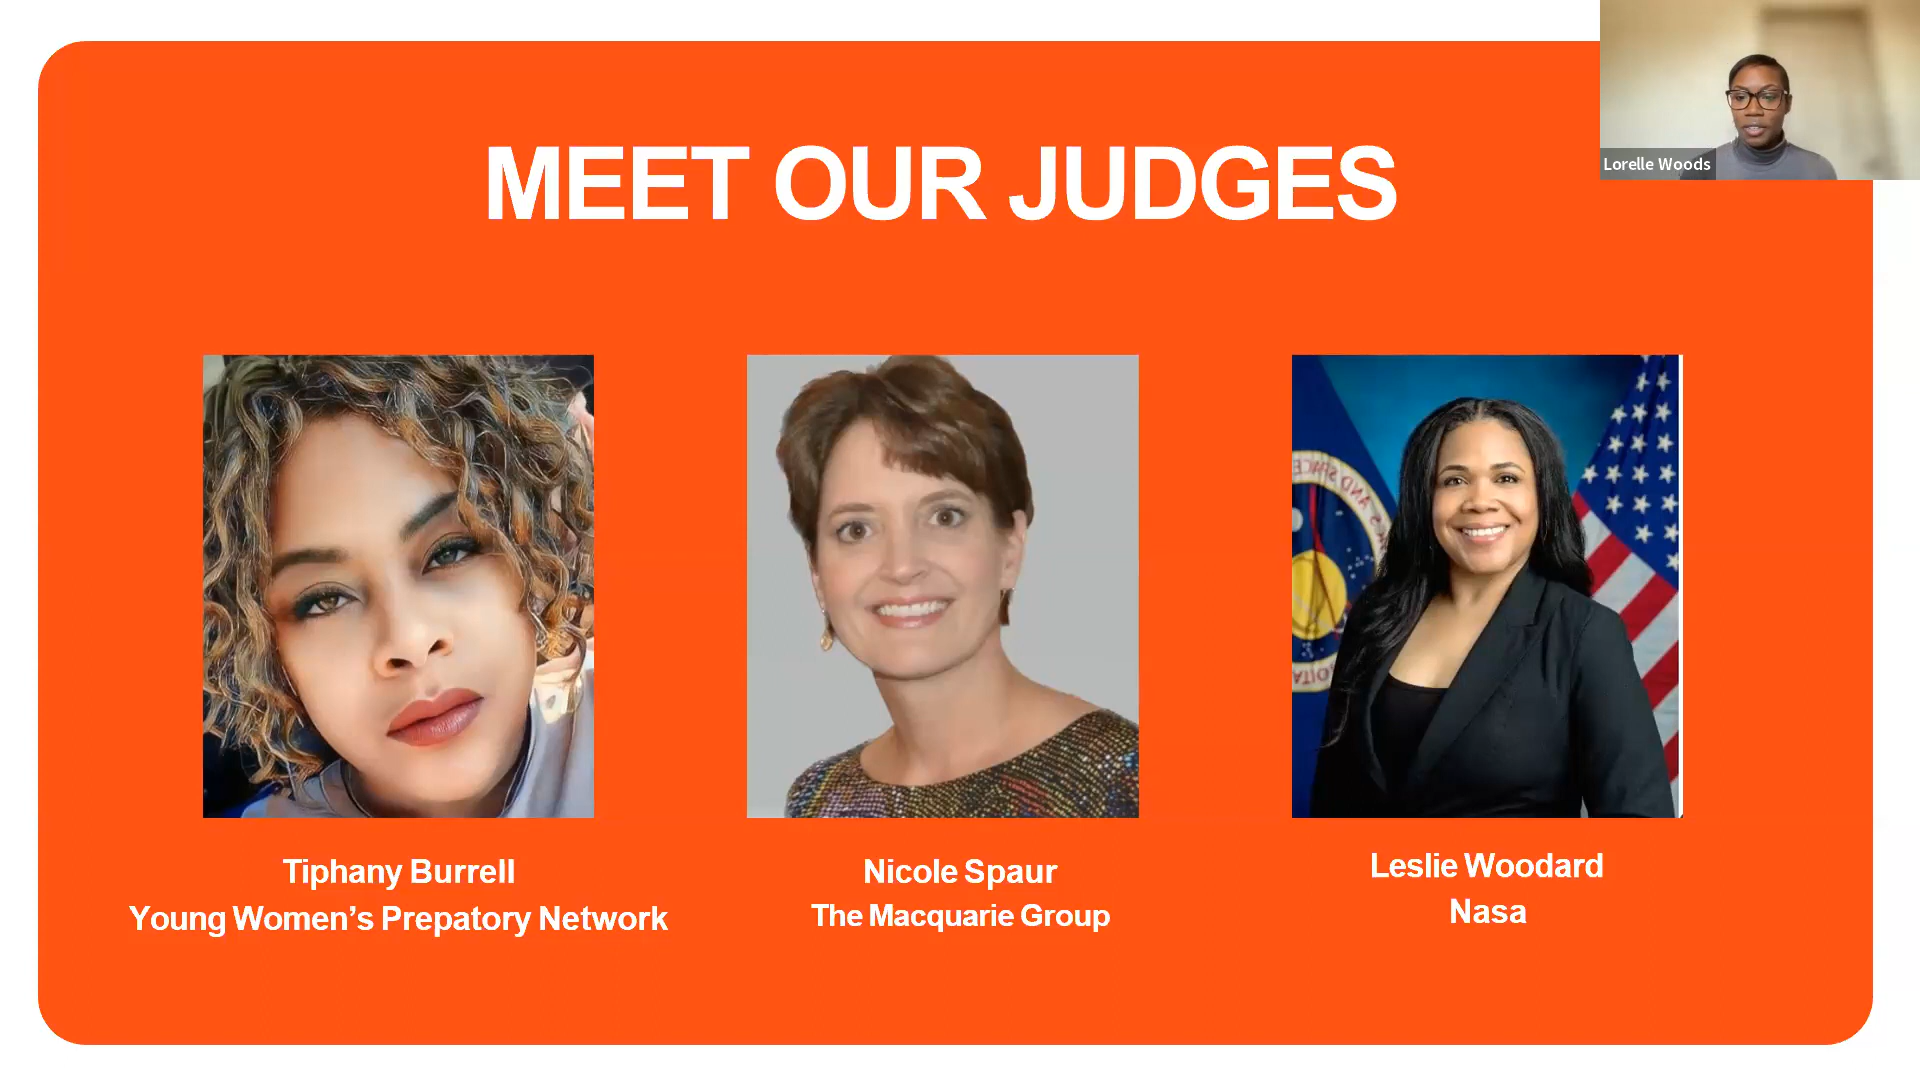 MEET OUR JUDGES
Lorelle Woods
Tiphany Burrell
Young Women’s Prepatory Network
Nicole Spaur
The Macquarie Group
Leslie Woodard
Nasa